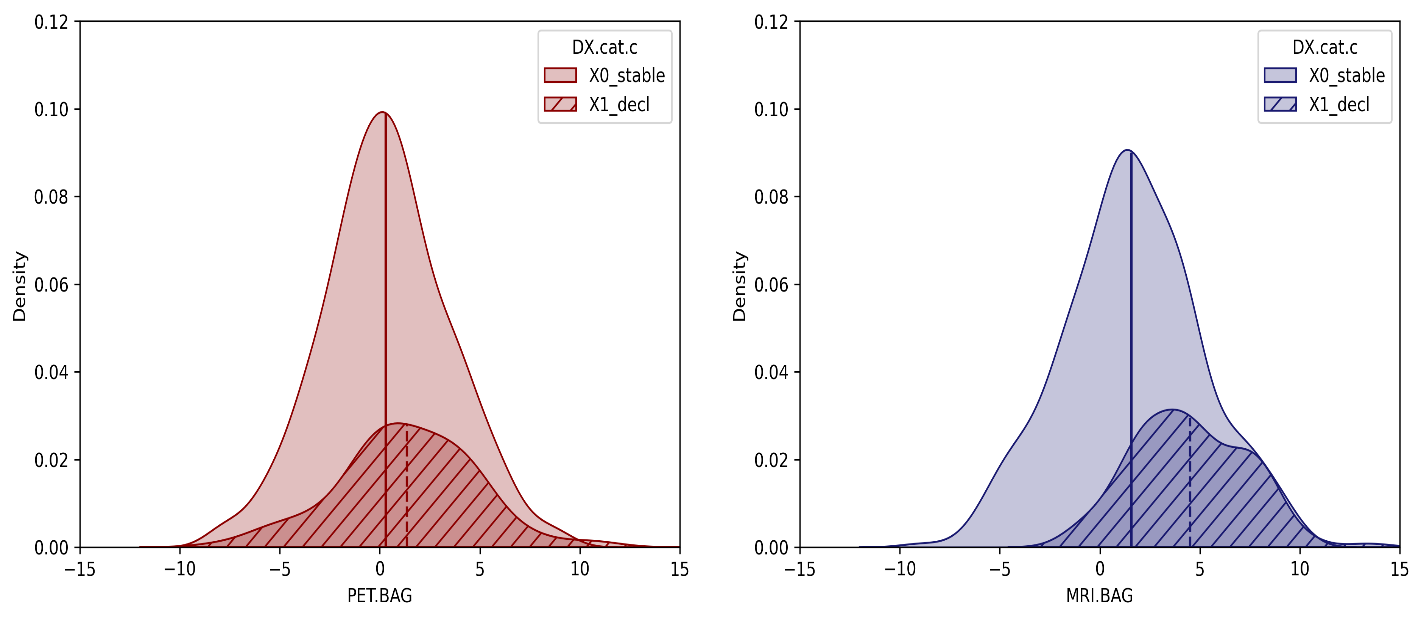 0.12
0.10
0.08
0.06
0.04
0.02
0.00
Density
−15
−10
−5
0
5
10
15
PET.BAG
DX.cat.c
X0_stable
X1_decl
0.12
0.10
0.08
0.06
0.04
0.02
0.00
Density
−15
−10
−5
0
5
10
15
MRI.BAG
DX.cat.c
X0_stable
X1_decl